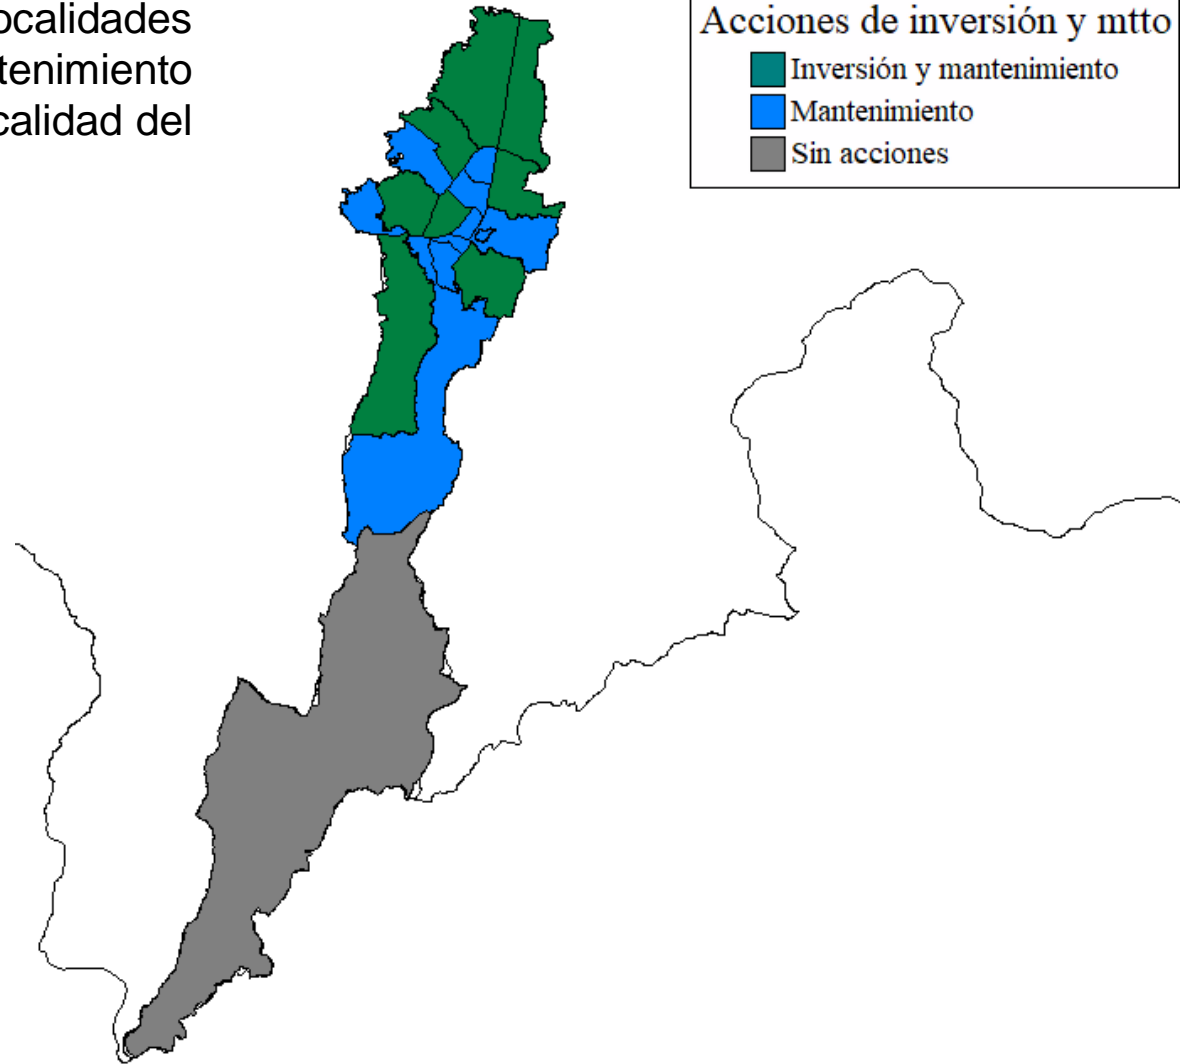 ocalidades
tenimiento
calidad del
Acciones de inversión y mtto
Inversión y mantenimiento
Mantenimiento
Sin acciones